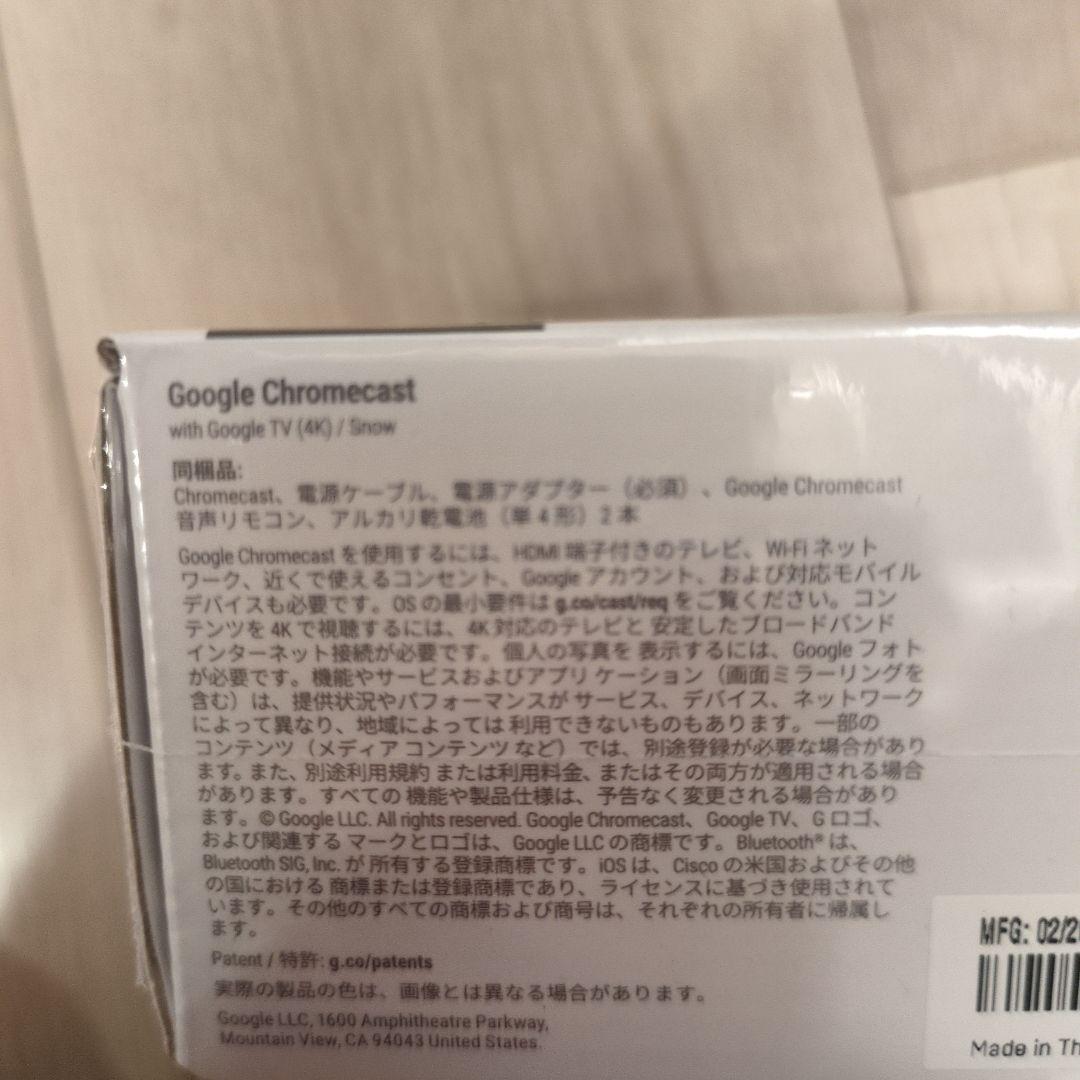 Google Chromecast
with Google TV (4K) / Snow
同梱品:
Chromecast、電源ケーブル、電源アダプター（必須）、Google Chromecast
音声リモコン、アルカリ乾電池（単4形）2本
Google Chromecast を使用するには、HDMI 端子付きのテレビ、Wi-Fi ネット
ワーク、近くで使えるコンセント、Google アカウント、および対応モバイル
デバイスも必要です。OS の最小要件は g.co/cast/req をご覧ください。コン
テンツを 4K で視聴するには、4K 対応のテレビと 安定したブロードバンド
インターネット接続が必要です。個人の写真を 表示するには、Google フォト
が必要です。機能やサービスおよびアプリ ケーション（画面ミラーリングを
含む）は、提供状況やパフォーマンスが サービス、デバイス、ネットワーク
によって異なり、地域によっては 利用できないものもあります。一部の
コンテンツ（メディア コンテンツ など）では、別途登録が必要な場合があり
ます。また、別途利用規約 または利用料金、またはその両方が適用される場合
があります。すべての 機能や製品仕様は、予告なく変更される場合があり
ます。© Google LLC. All rights reserved. Google Chromecast、Google TV、G ロゴ、
および関連する マークとロゴは、Google LLC の商標です。Bluetooth® は、
Bluetooth SIG, Inc. が 所有する登録商標です。iOS は、Cisco の米国およびその他
の国における 商標または登録商標であり、ライセンスに基づき使用されて
います。その他のすべての商標および商号は、それぞれの所有者に帰属し
ます。
Patent / 特許: g.co/patents
実際の製品の色は、画像とは異なる場合があります。
Google LLC, 1600 Amphitheatre Parkway,
Mountain View, CA 94043 United States.
MFG: 02/2
Made in Th